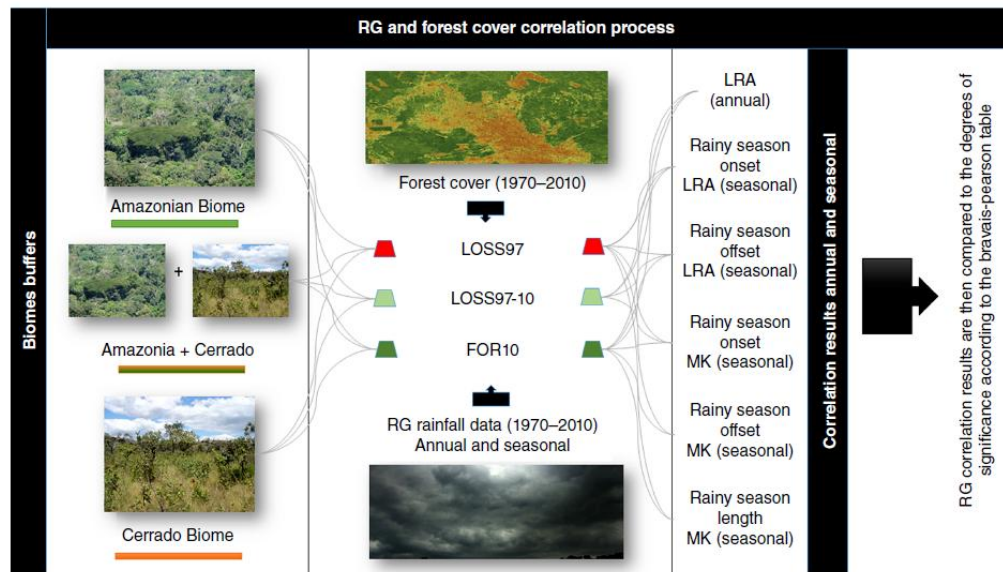 RG and forest cover correlation process
Biomes buffers
Amazonian Biome
+
Amazonia + Cerrado
Cerrado Biome
Forest cover (1970–2010)
LOSS97
LOSS97-10
FOR10
RG rainfall data (1970–2010)
Annual and seasonal
LRA
(annual)
Rainy season
onset
LRA (seasonal)
Rainy season
offset
LRA (seasonal)
Rainy season
onset
MK (seasonal)
Rainy season
offset
MK (seasonal)
Rainy season
length
MK (seasonal)
Correlation results annual and seasonal
RG correlation results are then compared to the degrees of
significance according to the bravais-pearson table